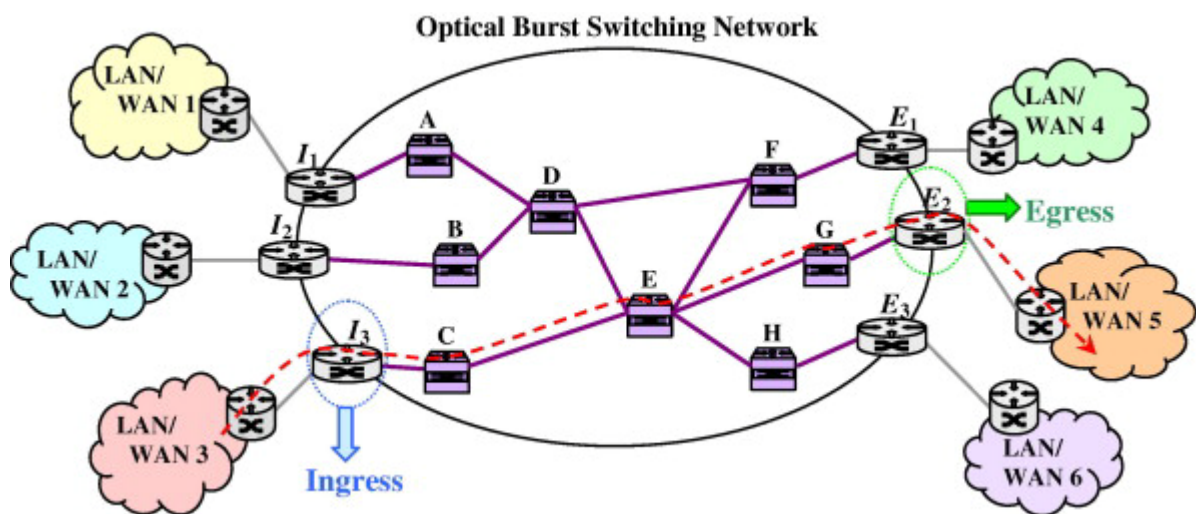 Optical Burst Switching Network
LAN/
WAN 1
I1
A
B
D
F
E1
LAN/
WAN 4
E2
Egress
I2
LAN/
WAN 2
G
E
I3
C
H
E3
LAN/
WAN 5
LAN/
WAN 3
Ingress
LAN/
WAN 6